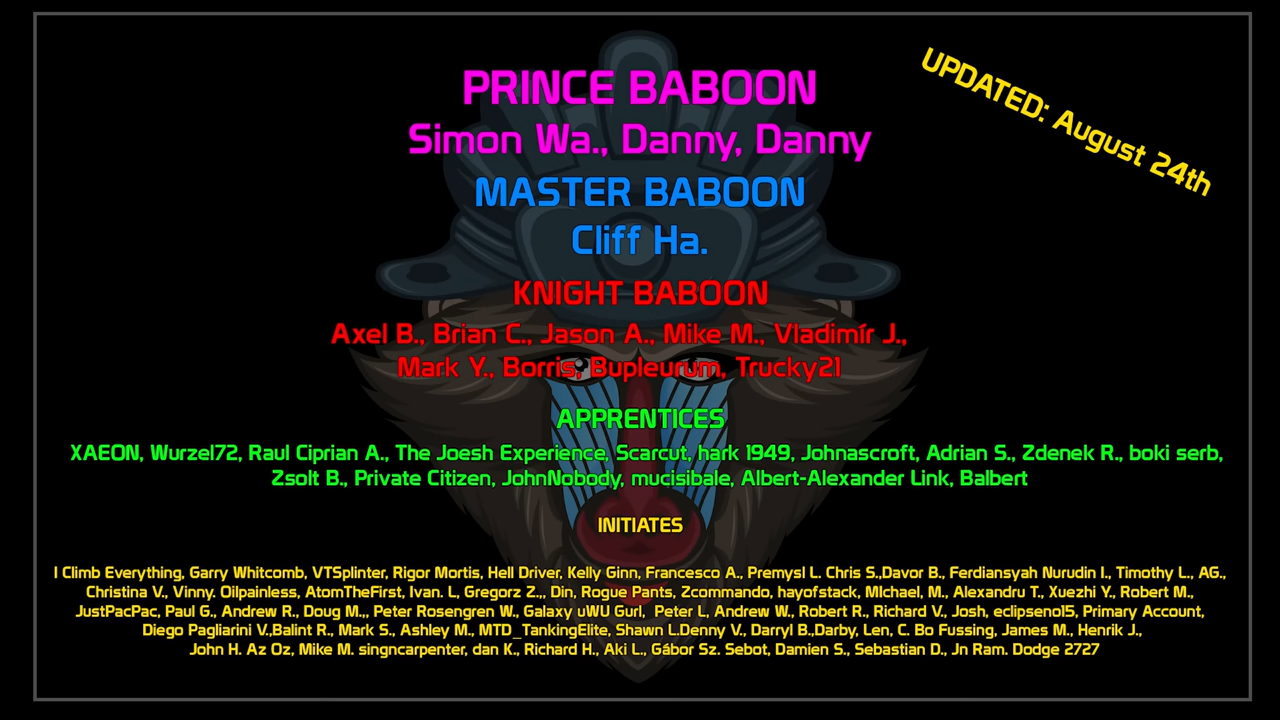 PRINCE BABOON
UPDATED: August 24th
Simon Wa., Danny, Danny
MASTER BABOON
Cliff Ha.
KNIGHT BABOON
Axel B., Brian C., Jason A., Mike M., Vladimír J.,
Mark Y., Borris, Bupleurum, Trucky21
APPRENTICES
XAEON, Wurzel72, Raul Ciprian A., The Joesh Experience, Scarcut, hark 1949, Johnascroft, Adrian S., Zdenek R., boki serb,
Zsolt B., Private Citizen, JohnNobody, mucisibale, Albert-Alexander Link, Balbert
INITIATES
I Climb Everything, Garry Whitcomb, VTSplinter, Rigor Mortis, Hell Driver, Kelly Ginn, Francesco A., Premysl L. Chris S.,Davor B., Ferdiansyah Nurudin I., Timothy L., AG.,
Christina V., Vinny. Oilpainless, AtomTheFirst, Ivan. L, Gregorz Z.,, Din, Rogue Pants, Zcommando, hayofstack, MIchael, M., Alexandru T., Xuezhi Y., Robert M.,
JustPacPac, Paul G., Andrew R., Doug M.,, Peter Rosengren W., Galaxy uWU Gurl,  Peter L, Andrew W., Robert R., Richard V., Josh, eclipseno15, Primary Account,
Diego Pagliarini V.,Balint R., Mark S., Ashley M., MTD_TankingElite, Shawn L.Denny V., Darryl B.,Darby, Len, C. Bo Fussing, James M., Henrik J.,
John H. Az Oz, Mike M. singncarpenter, dan K., Richard H., Aki L., Gábor Sz. Sebot, Damien S., Sebastian D., Jn Ram. Dodge 2727